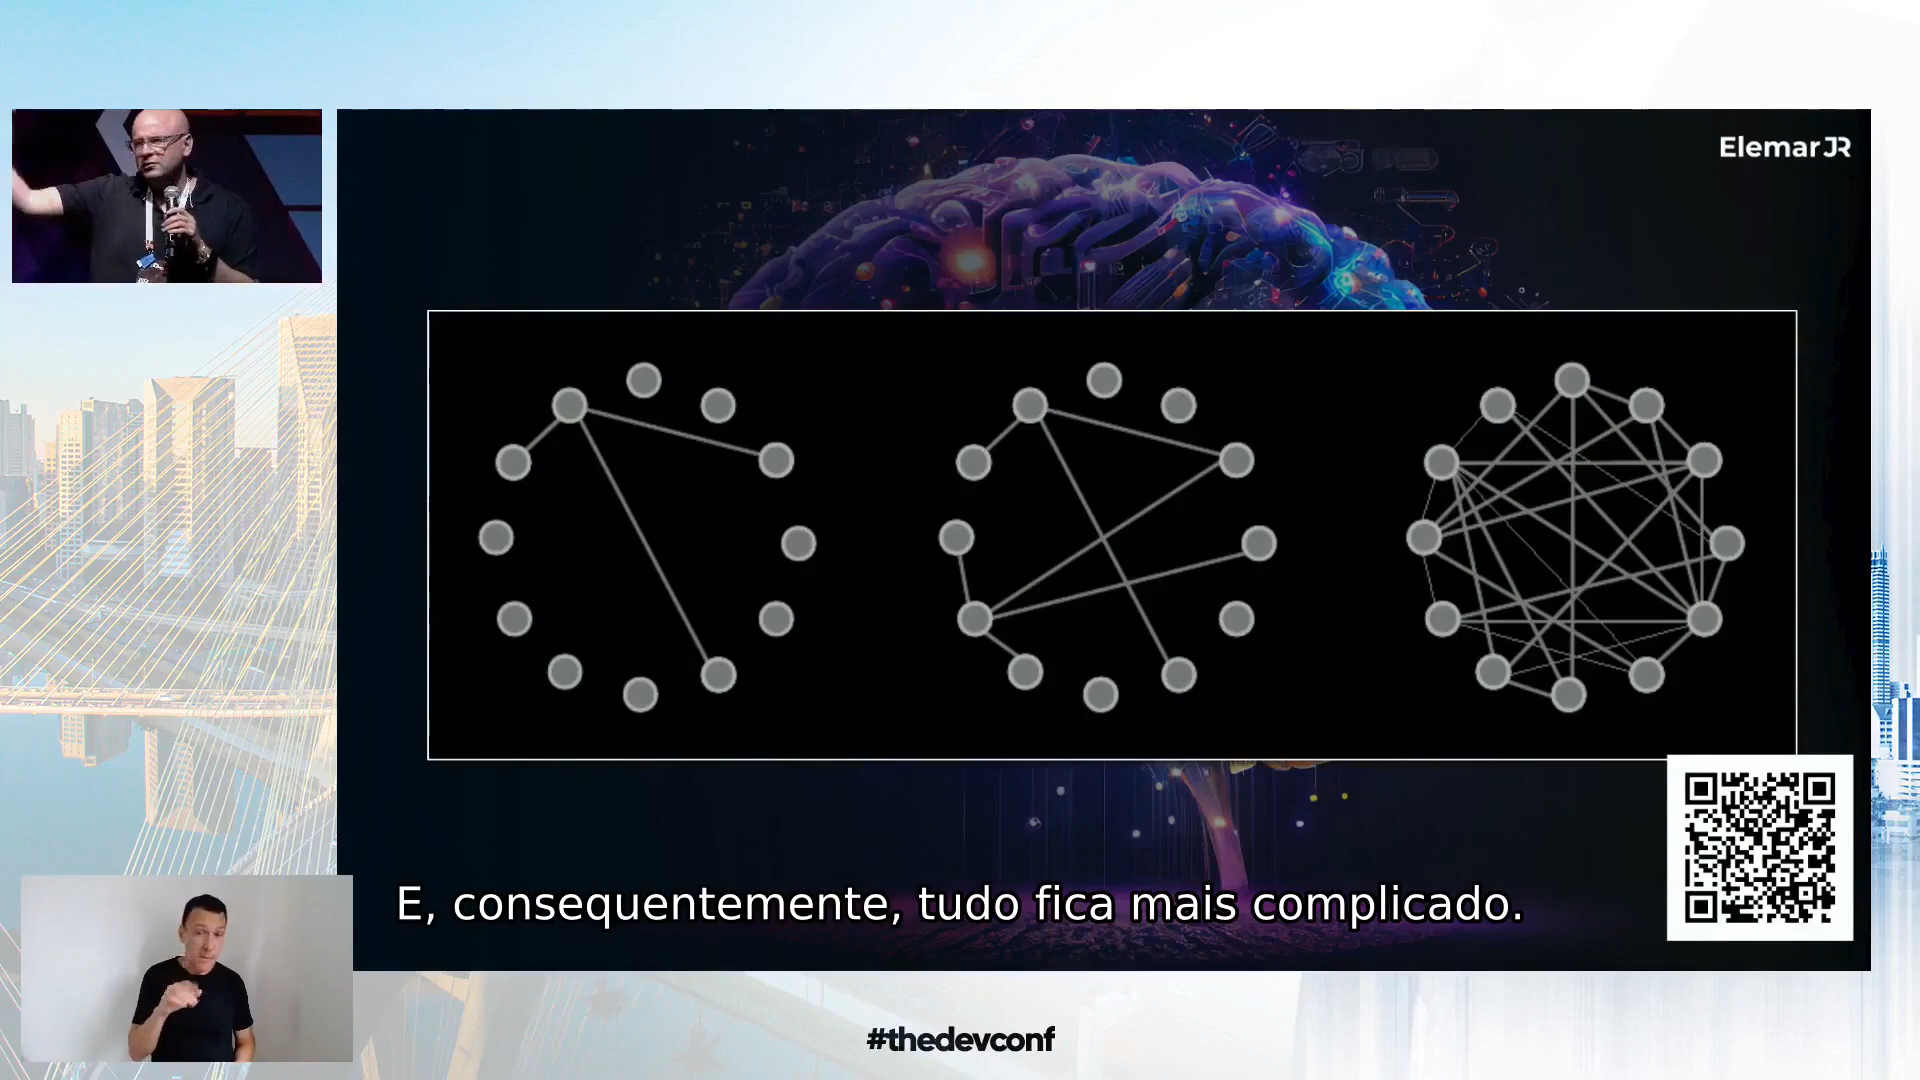 ElemarJR
E, consequentemente, tudo fica mais complicado.
#thedevconf